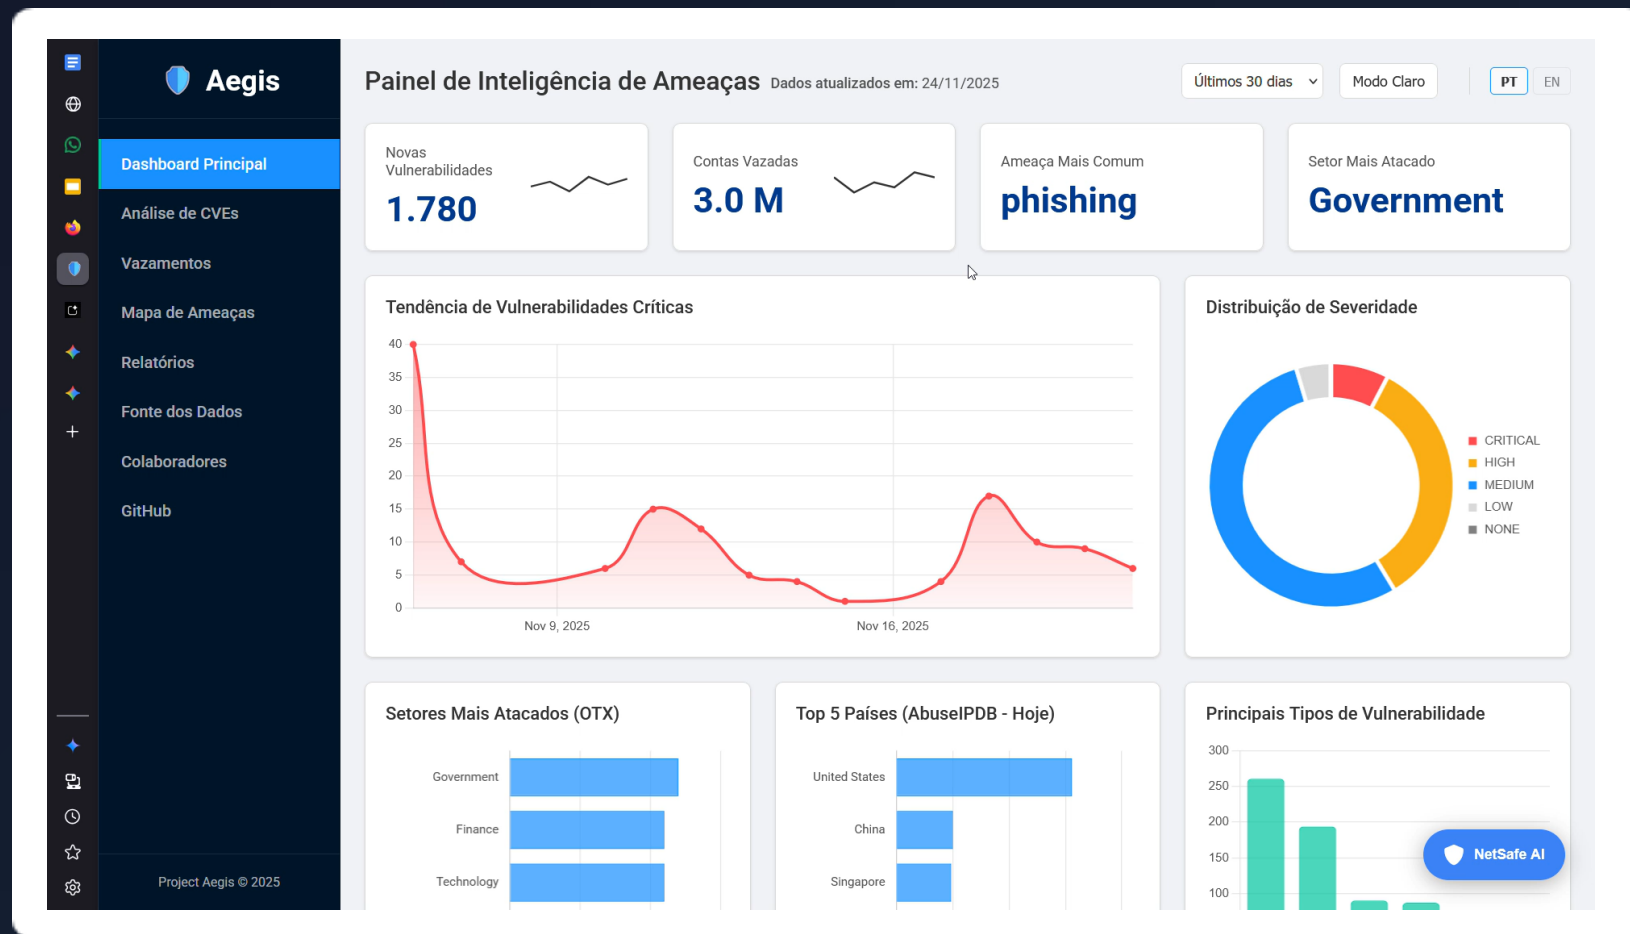 Aegis
Dashboard Principal
Análise de CVEs
Vazamentos
Mapa de Ameaças
Relatórios
Fonte dos Dados
Colaboradores
GitHub
Project Aegis © 2025
Painel de Inteligência de Ameaças
Dados atualizados em: 24/11/2025
Últimos 30 dias
Modo Claro
PT
EN
Novas
Vulnerabilidades
1.780
Contas Vazadas
3.0 M
Ameaça Mais Comum
phishing
Setor Mais Atacado
Government
Tendência de Vulnerabilidades Críticas
40
35
30
25
20
15
10
5
0
Nov 9, 2025
Nov 16, 2025
Distribuição de Severidade
CRITICAL
HIGH
MEDIUM
LOW
NONE
Setores Mais Atacados (OTX)
Government
Finance
Technology
Top 5 Países (AbuseIPDB - Hoje)
United States
China
Singapore
Principais Tipos de Vulnerabilidade
300
250
200
150
100
NetSafe AI